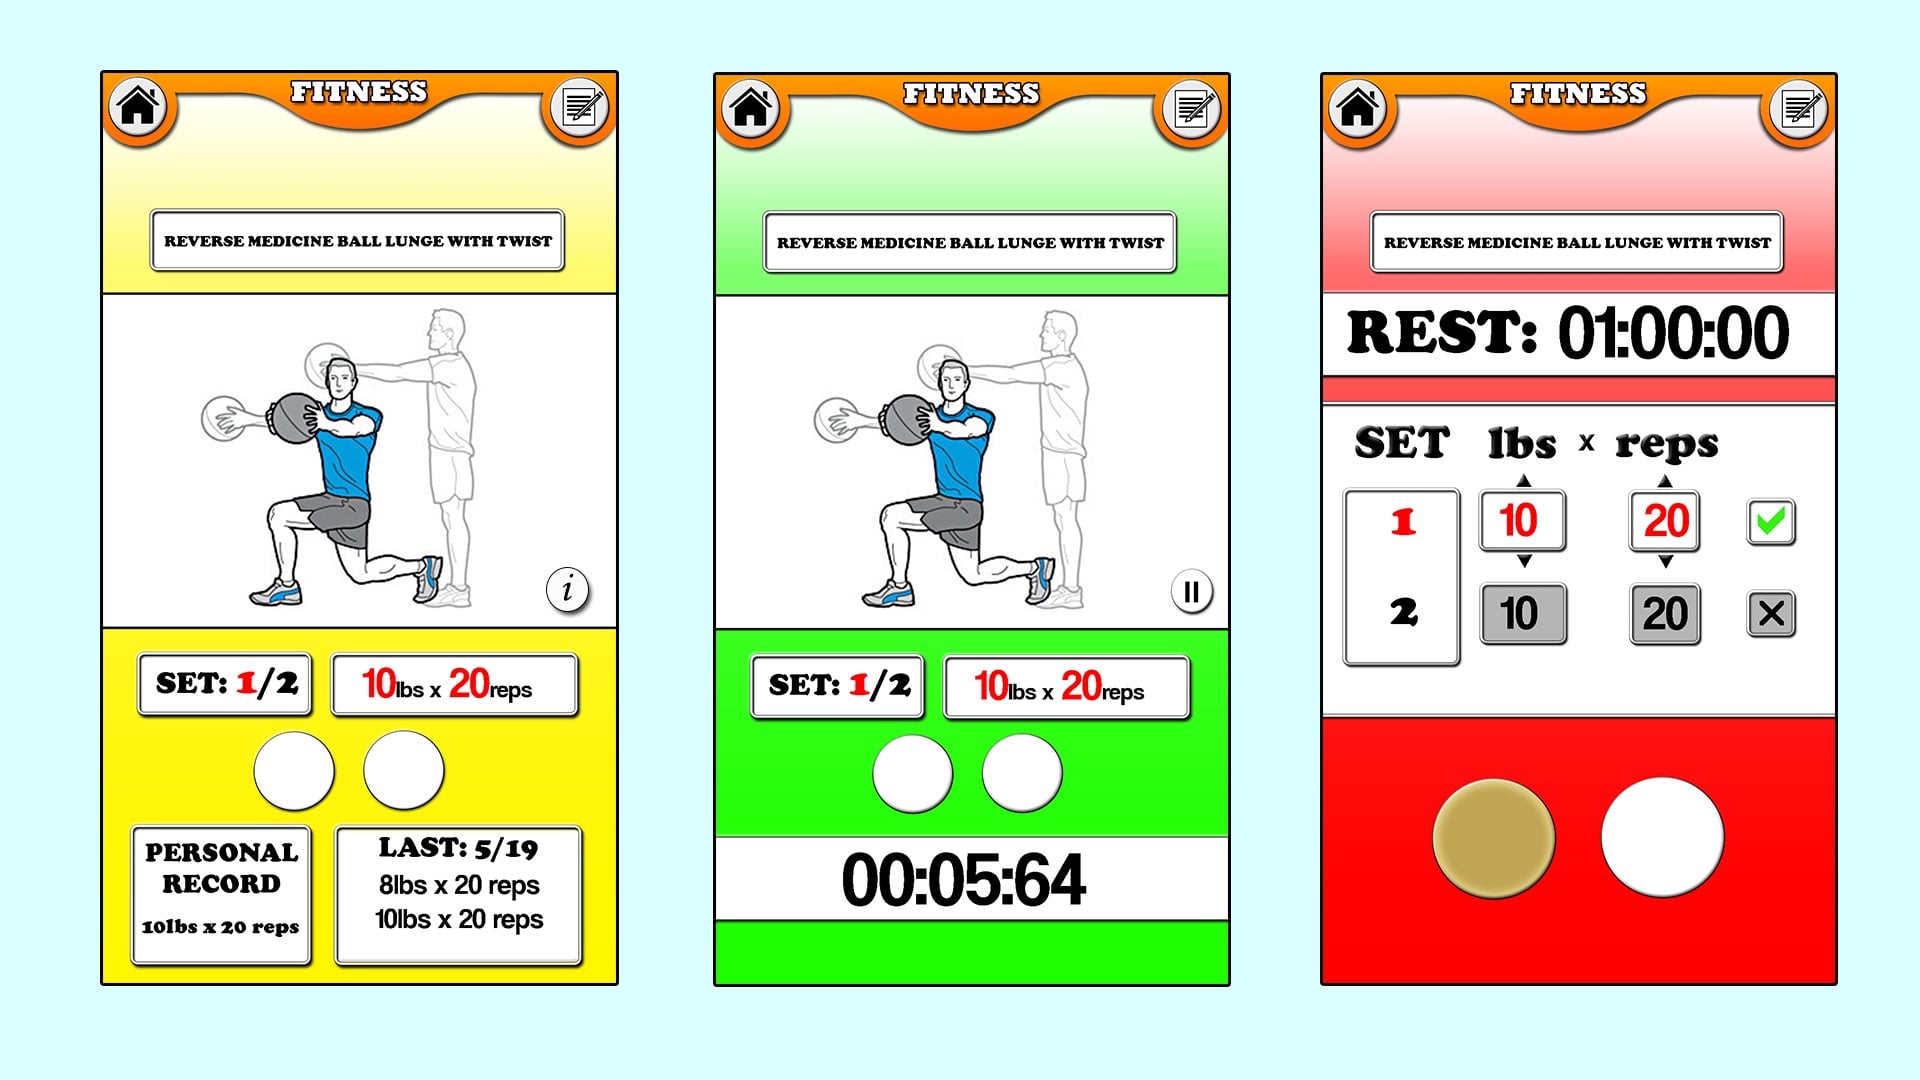 FITNESS
REVERSE MEDICINE BALL LUNGE WITH TWIST
i
SET: 1/2
10lbs x 20reps
PERSONAL
RECORD
10lbs x 20 reps
LAST: 5/19
8lbs x 20 reps
10lbs x 20 reps
FITNESS
REVERSE MEDICINE BALL LUNGE WITH TWIST
SET: 1/2
10lbs x 20reps
00:05:64
FITNESS
REVERSE MEDICINE BALL LUNGE WITH TWIST
REST: 01:00:00
SET lbs x reps
1 10 20
2 10 20